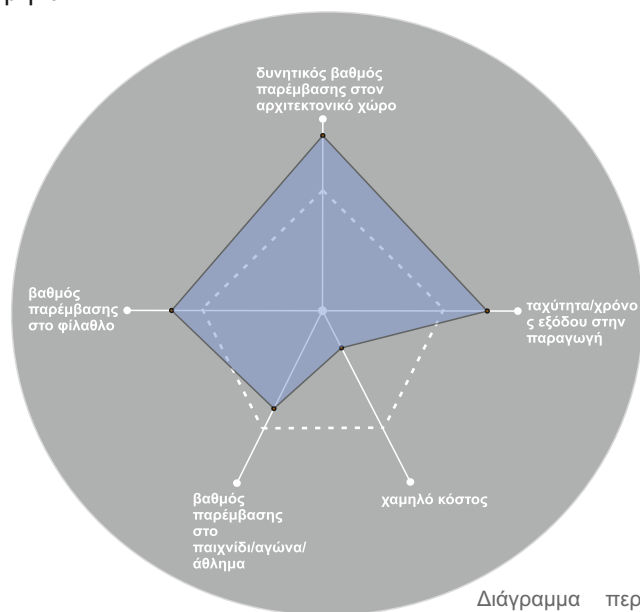 δυνητικός βαθμός
παρέμβασης στον
αρχιτεκτονικό χώρο
βαθμός
παρέμβασης
στο φίλαθλο
ταχύτητα/χρόνο
ς εξόδου στην
παραγωγή
βαθμός
παρέμβασης
στο
παιχνίδι/αγώνα/
άθλημα
χαμηλό κόστος
Διάγραμμα περ